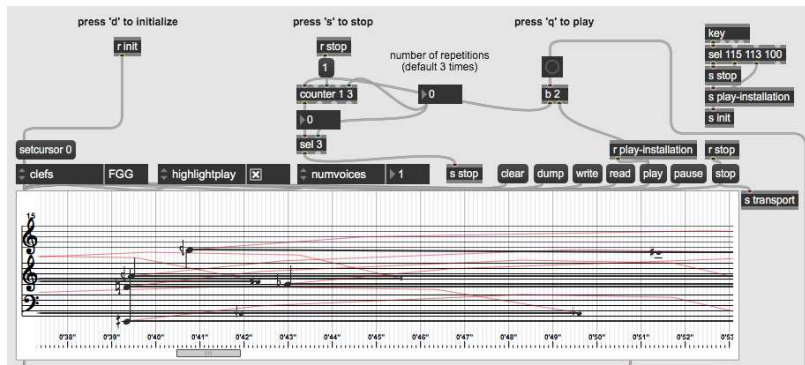 press 'd' to initialize
press 's' to stop
press 'q' to play
r init
r stop
number of repetitions
(default 3 times)
key
sel 115 113 100
s stop
s play-installation
s init
1
counter 1 3
0
b 2
0
sel 3
setcursor 0
r play-installation
r stop
clefs
FGG
highlightplay
numvoices
1
s stop
clear
dump
write
read
play
pause
stop
s transport
15
0'38"
0'39"
0'40"
0'41"
0'42"
0'43"
0'44"
0'45"
0'46"
0'47"
0'48"
0'49"
0'50"
0'51"
0'52"
0'53